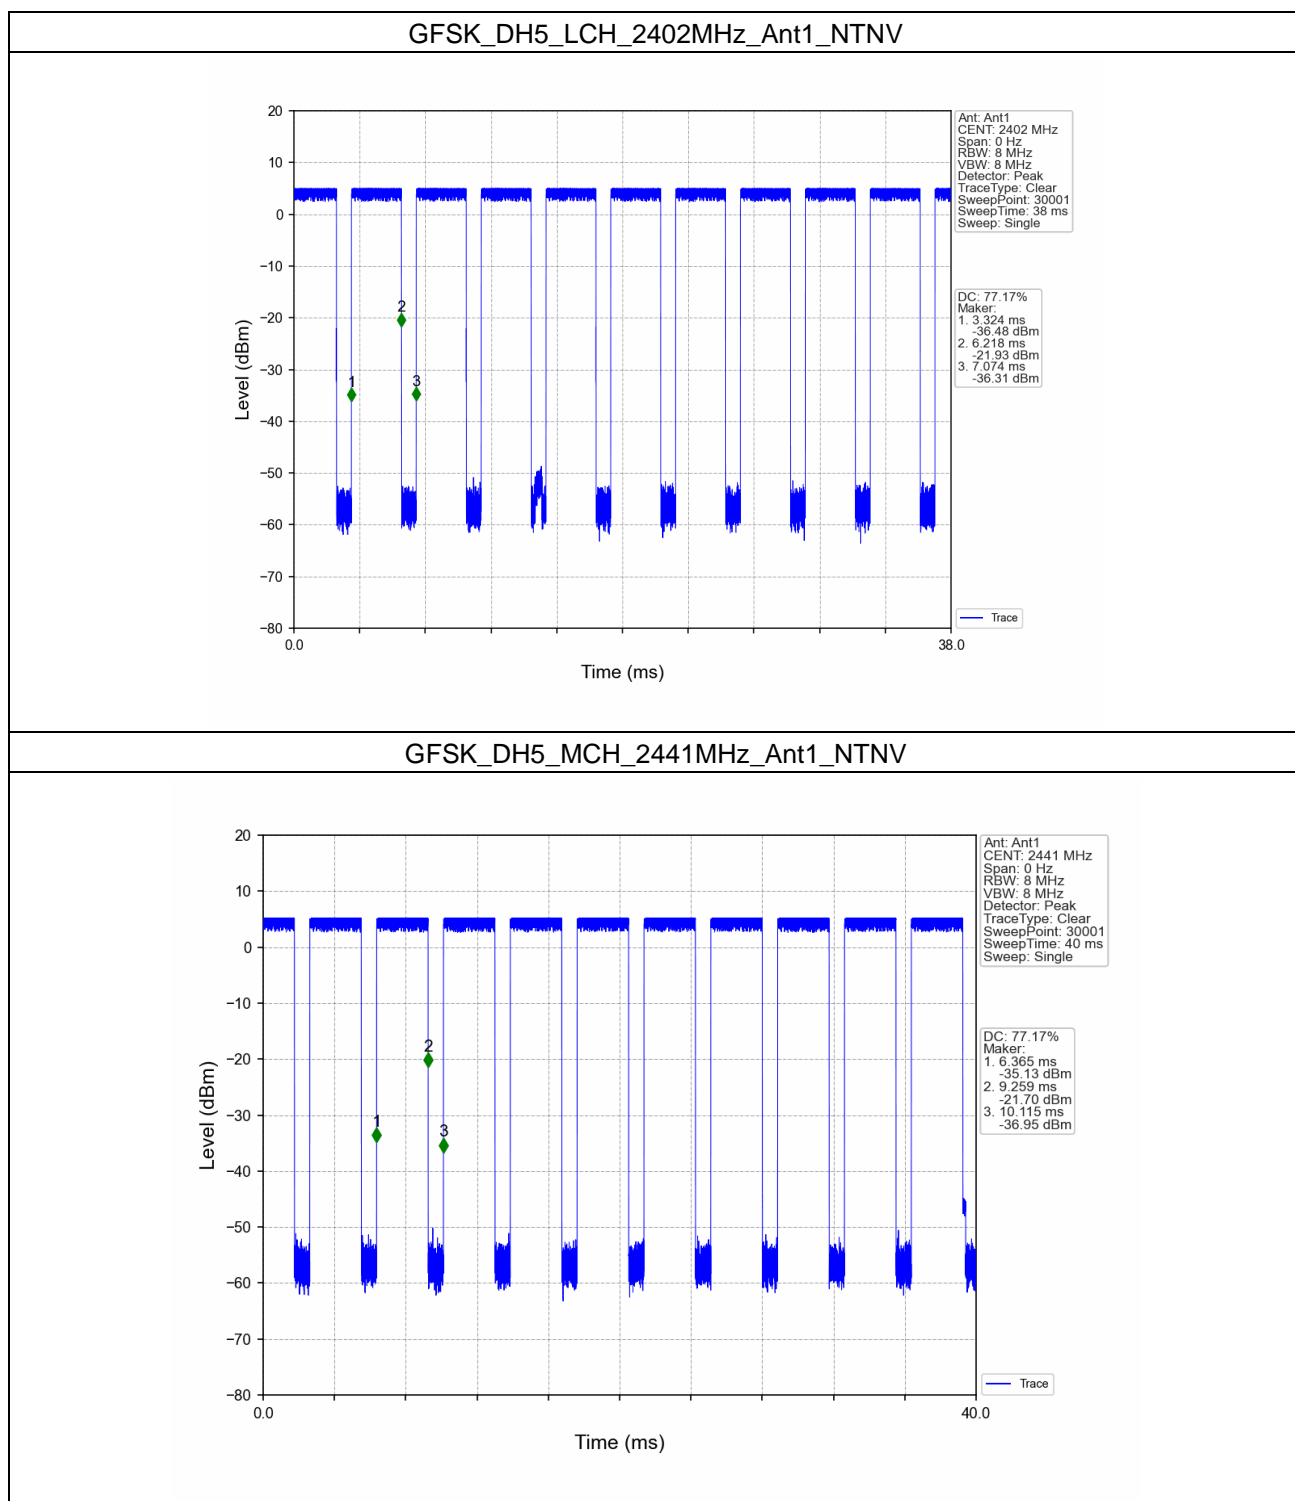 GFSK_DH5_LCH_2402MHz_Ant1_NTNV
20
10
0
−10
−20
−30
−40
−50
−60
−70
−80
Level (dBm)
0.0
38.0
Time (ms)
1
2
3
Ant: Ant1
CENT: 2402 MHz
Span: 0 Hz
RBW: 8 MHz
VBW: 8 MHz
Detector: Peak
TraceType: Clear
SweepPoint: 30001
SweepTime: 38 ms
Sweep: Single
DC: 77.17%
Maker:
1. 3.324 ms
-36.48 dBm
2. 6.218 ms
-21.93 dBm
3. 7.074 ms
-36.31 dBm
Trace
GFSK_DH5_MCH_2441MHz_Ant1_NTNV
20
10
0
−10
−20
−30
−40
−50
−60
−70
−80
Level (dBm)
0.0
40.0
Time (ms)
1
2
3
Ant: Ant1
CENT: 2441 MHz
Span: 0 Hz
RBW: 8 MHz
VBW: 8 MHz
Detector: Peak
TraceType: Clear
SweepPoint: 30001
SweepTime: 40 ms
Sweep: Single
DC: 77.17%
Maker:
1. 6.365 ms
-35.13 dBm
2. 9.259 ms
-21.70 dBm
3. 10.115 ms
-36.95 dBm
Trace